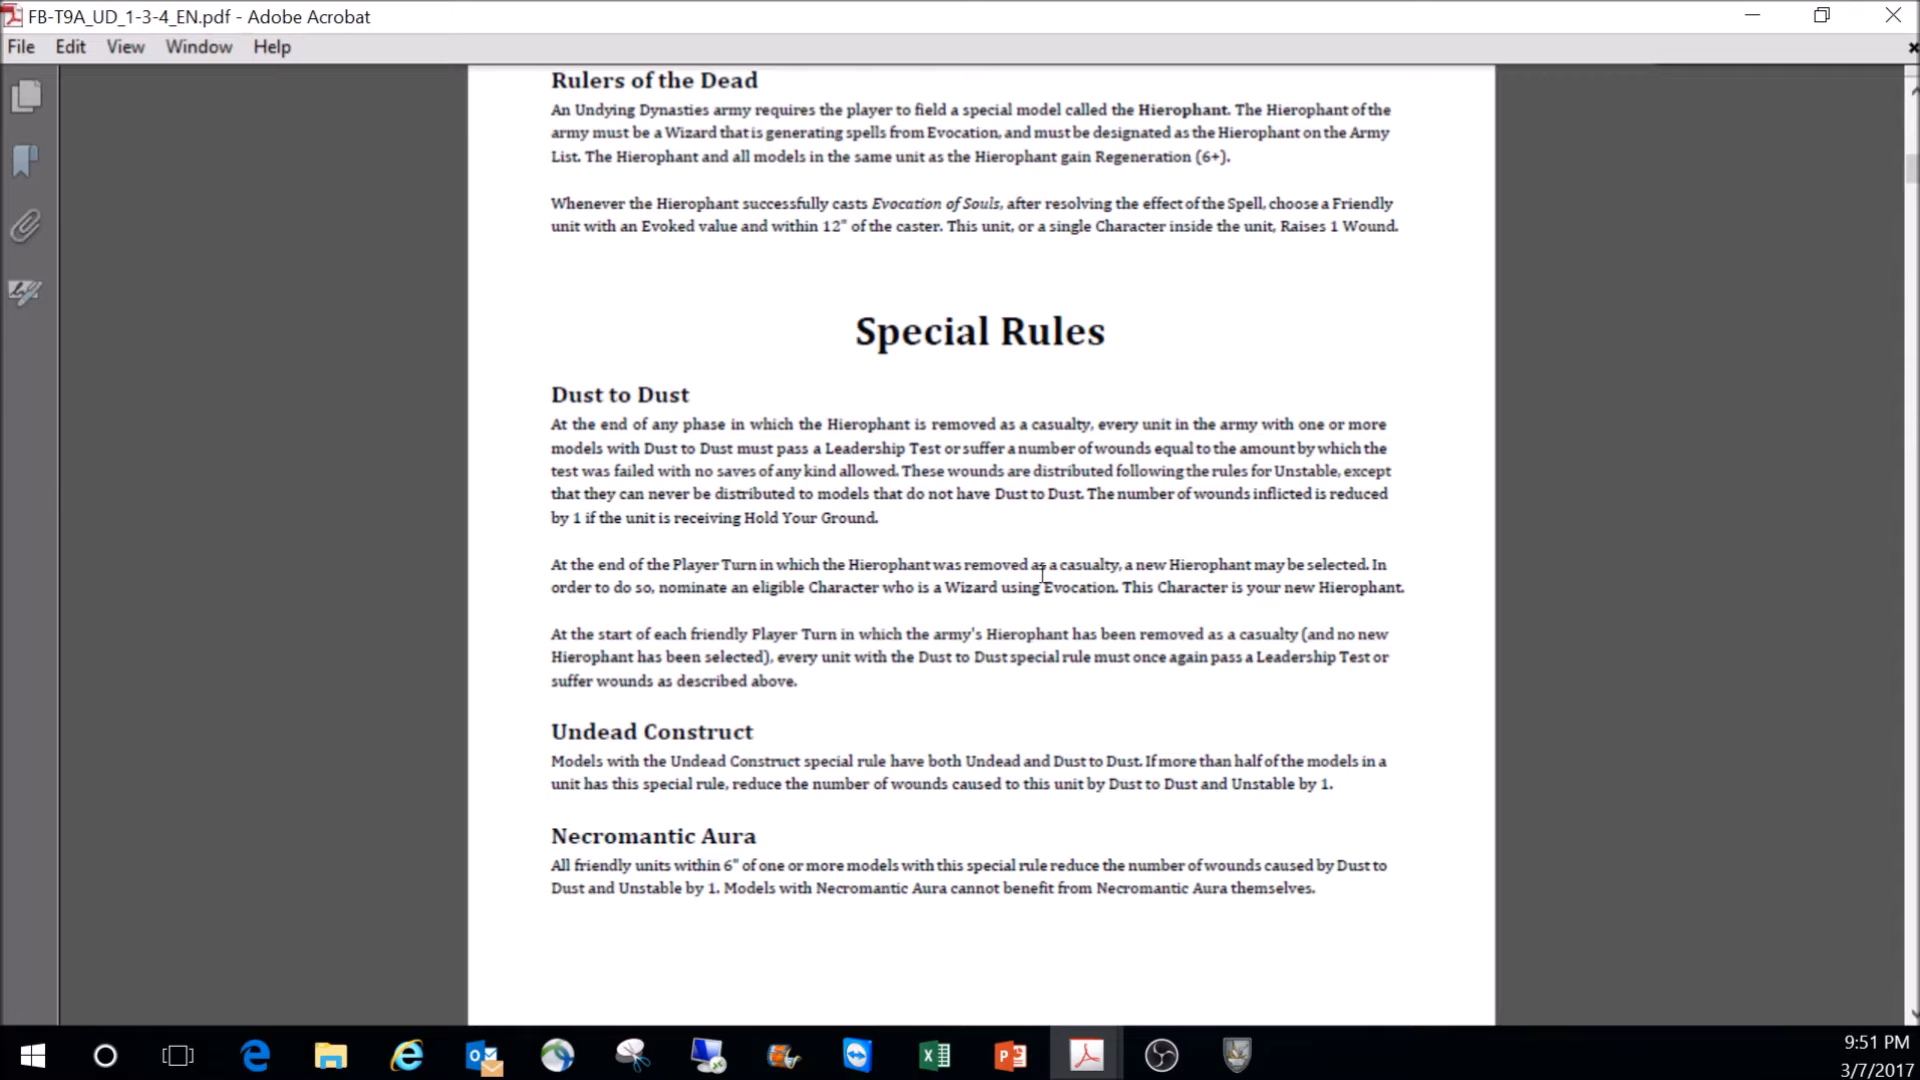 FB-T9A_UD_1-3-4_EN.pdf - Adobe Acrobat
File Edit View Window Help
Rulers of the Dead
An Undying Dynasties army requires the player to field a special model called the Hierophant. The Hierophant of the
army must be a Wizard that is generating spells from Evocation, and must be designated as the Hierophant on the Army
List. The Hierophant and all models in the same unit as the Hierophant gain Regeneration (6+).
Whenever the Hierophant successfully casts Evocation of Souls, after resolving the effect of the Spell, choose a Friendly
unit with an Evoked value and within 12" of the caster. This unit, or a single Character inside the unit, Raises 1 Wound.
Special Rules
Dust to Dust
At the end of any phase in which the Hierophant is removed as a casualty, every unit in the army with one or more
models with Dust to Dust must pass a Leadership Test or suffer a number of wounds equal to the amount by which the
test was failed with no saves of any kind allowed. These wounds are distributed following the rules for Unstable, except
that they can never be distributed to models that do not have Dust to Dust. The number of wounds inflicted is reduced
by 1 if the unit is receiving Hold Your Ground.
At the end of the Player Turn in which the Hierophant was removed as a casualty, a new Hierophant may be selected. In
order to do so, nominate an eligible Character who is a Wizard using Evocation. This Character is your new Hierophant.
At the start of each friendly Player Turn in which the army's Hierophant has been removed as a casualty (and no new
Hierophant has been selected), every unit with the Dust to Dust special rule must once again pass a Leadership Test or
suffer wounds as described above.
Undead Construct
Models with the Undead Construct special rule have both Undead and Dust to Dust. If more than half of the models in a
unit has this special rule, reduce the number of wounds caused to this unit by Dust to Dust and Unstable by 1.
Necromantic Aura
All friendly units within 6" of one or more models with this special rule reduce the number of wounds caused by Dust to
Dust and Unstable by 1. Models with Necromantic Aura cannot benefit from Necromantic Aura themselves.
9:51 PM
3/7/2017